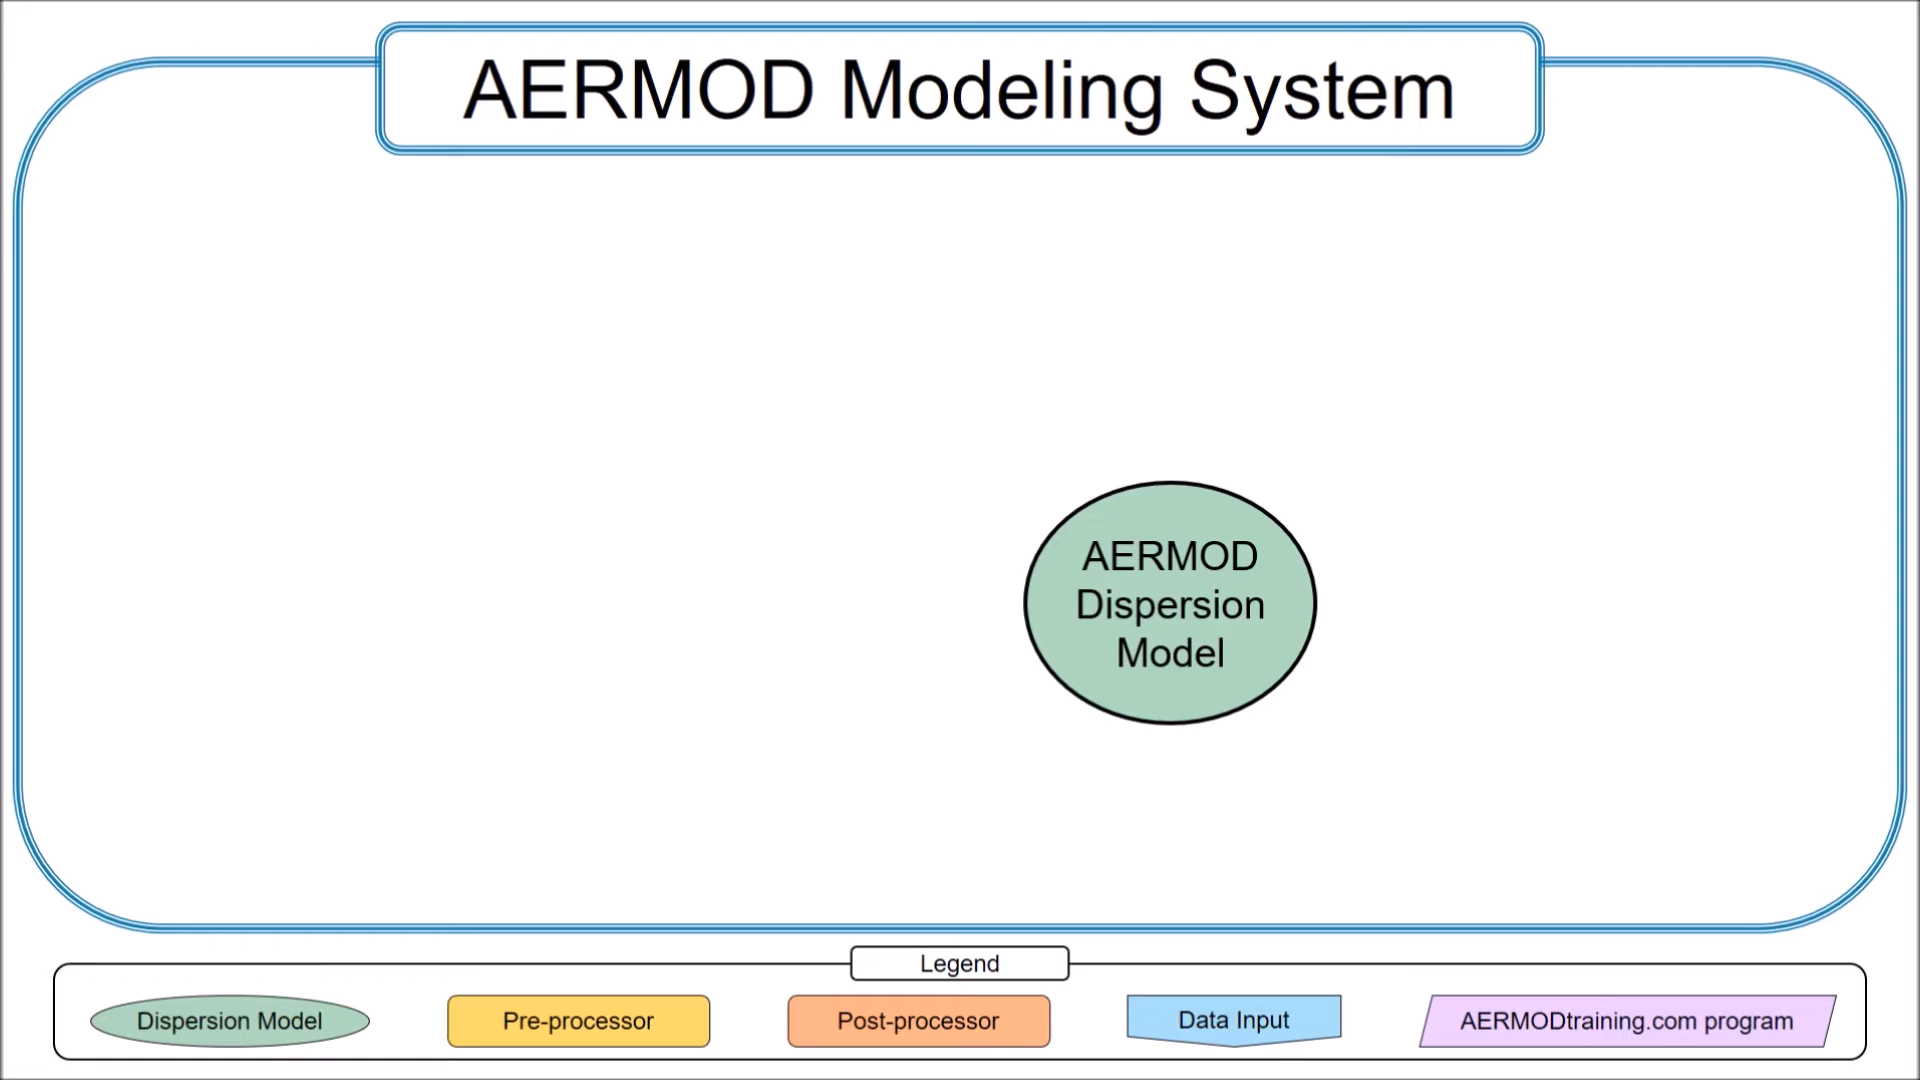 AERMOD Modeling System
AERMOD
Dispersion
Model
Legend
Dispersion Model
Pre-processor
Post-processor
Data Input
AERMODtraining.com program